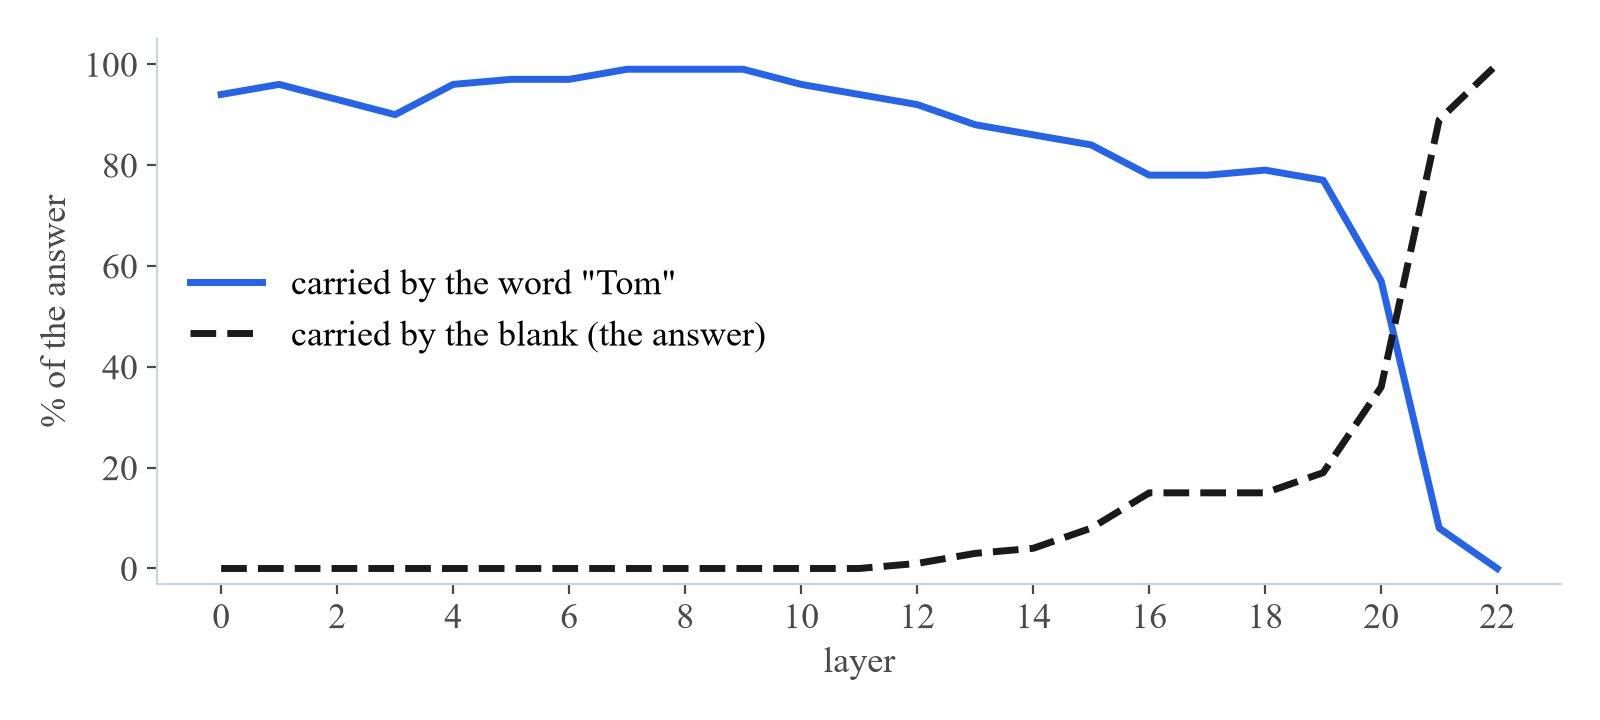 100
80
60
40
20
0
% of the answer
carried by the word "Tom"
carried by the blank (the answer)
0 2 4 6 8 10 12 14 16 18 20 22
layer